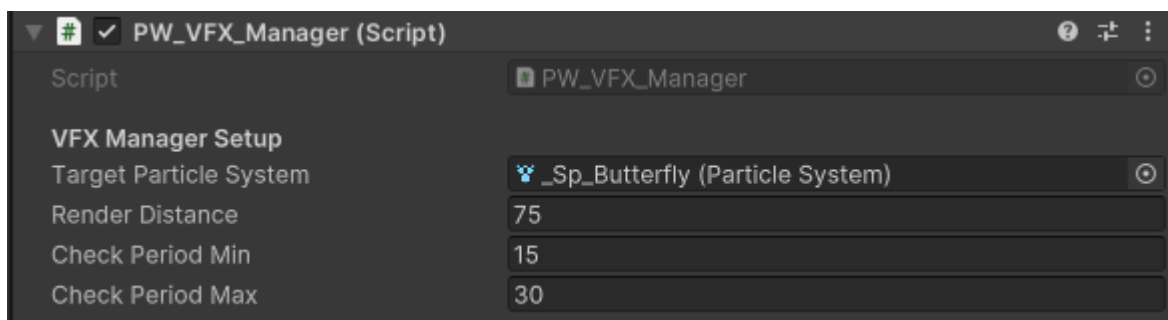 PW_VFX_Manager (Script)
Script PW_VFX_Manager
VFX Manager Setup
Target Particle System _Sp_Butterfly (Particle System)
Render Distance 75
Check Period Min 15
Check Period Max 30